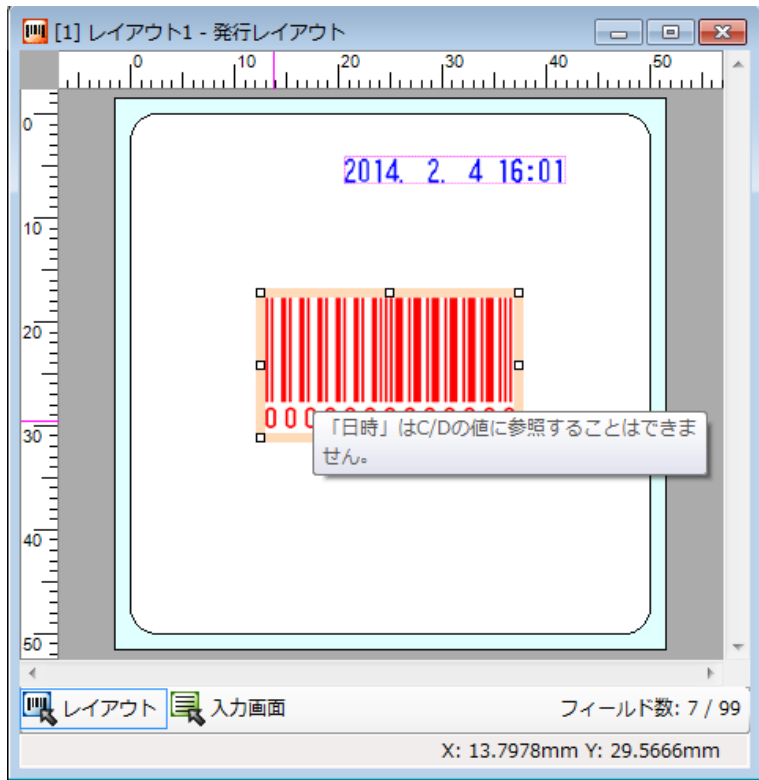 [1] レイアウト1 - 発行レイアウト
0 10 20 30 40 50
0
2014. 2. 4 16:01
10
20
000
30
「日時」はC/Dの値に参照することはできま
せん。
40
50
レイアウト 入力画面 フィールド数: 7 / 99
X: 13.7978mm Y: 29.5666mm